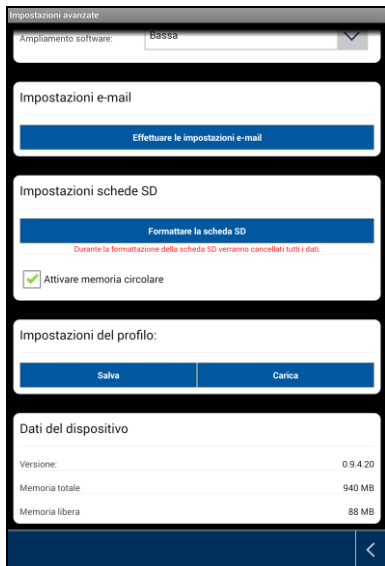 Impostazioni avanzate
Ampliamento software:
Bassa
Impostazioni e-mail
Effettuare le impostazioni e-mail
Impostazioni schede SD
Formattare la scheda SD
Durante la formattazione della scheda SD verranno cancellati tutti i dati.
Attivare memoria circolare
Impostazioni del profilo:
Salva
Carica
Dati del dispositivo
Versione:
0.9.4.20
Memoria totale
940 MB
Memoria libera
88 MB